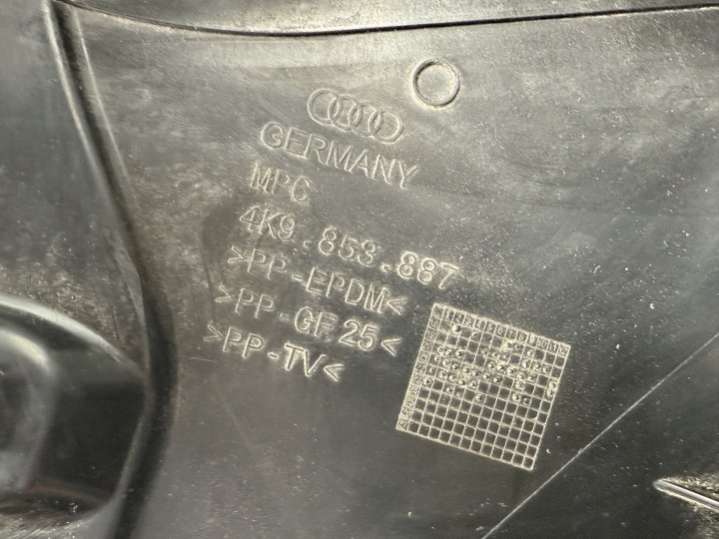 GERMANY
MPC
4K9.853.887
>PP-EPDM<
>PP-GF25<
>PP-TV<